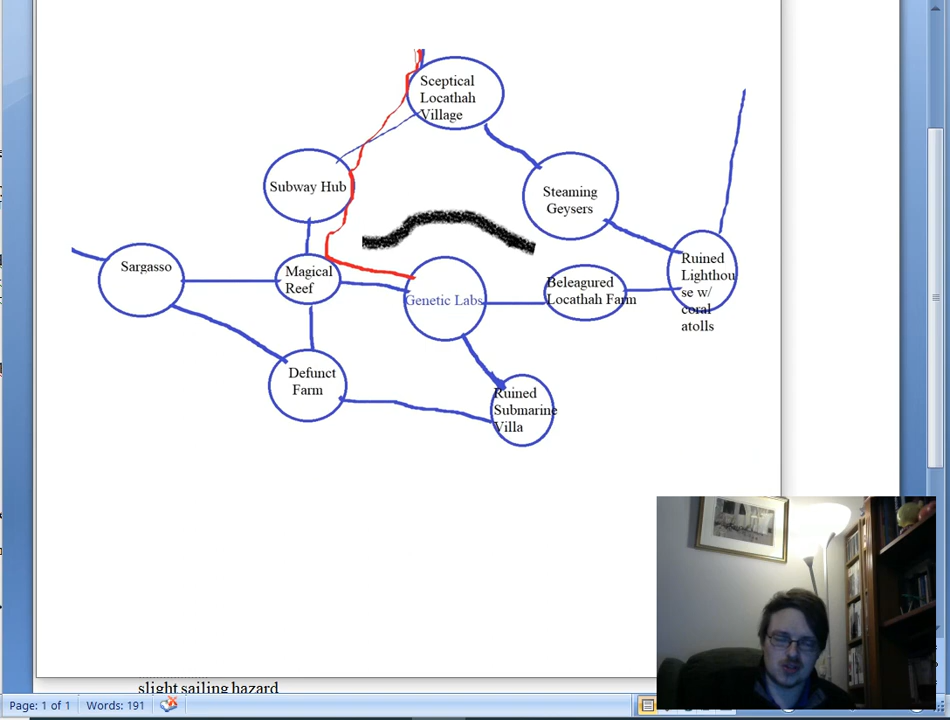 Sceptical
Locathah
Village
Subway Hub
Steaming
Geysers
Sargasso
Magical
Reef
Genetic Labs
Beleagured
Locathah Farm
Ruined
Lighthou
se w/
coral
atolls
Defunct
Farm
Ruined
Submarine
Villa
slight sailing hazard
Page: 1 of 1
Words: 191